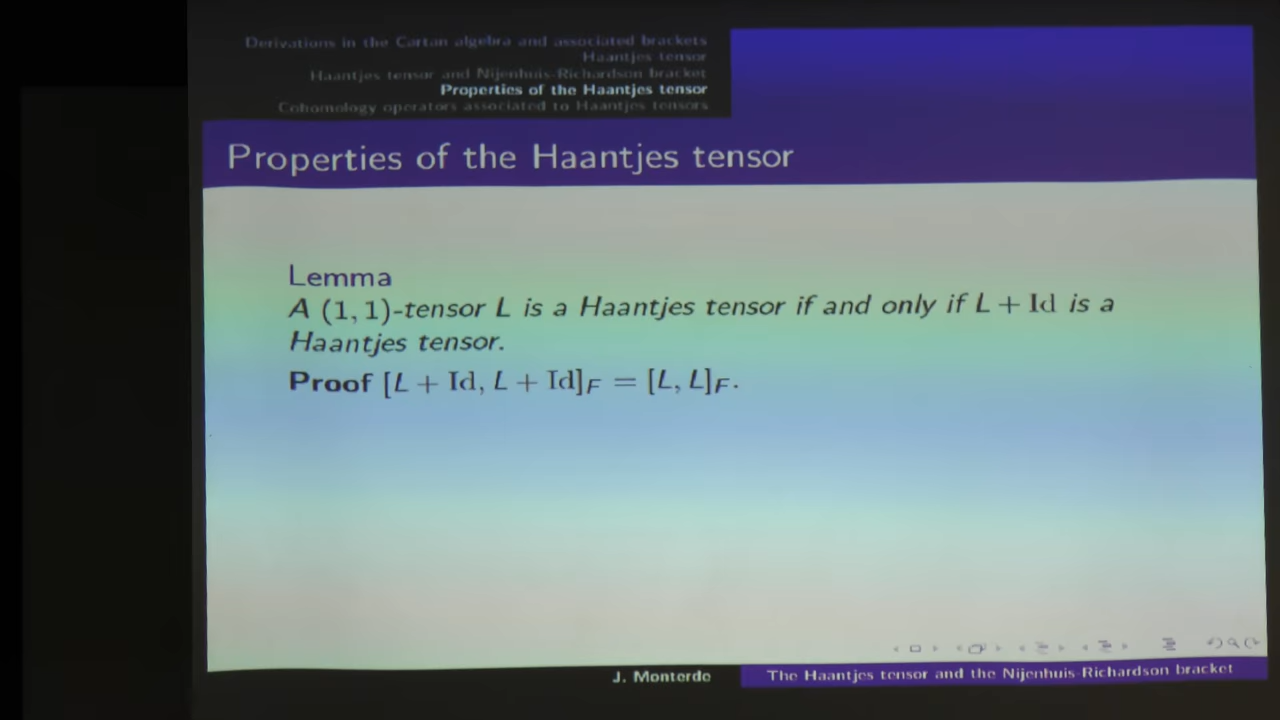 Derivations in the Cartan algebra and associated brackets
Haantjes tensor
Haantjes tensor and Nijenhuis-Richardson bracket
Properties of the Haantjes tensor
Cohomology operators associated to Haantjes tensors
Properties of the Haantjes tensor
Lemma
A (1, 1)-tensor L is a Haantjes tensor if and only if L + Id is a
Haantjes tensor.
Proof [L + Id, L + Id]F = [L, L]F.
J. Monterde
The Haantjes tensor and the Nijenhuis-Richardson bracket